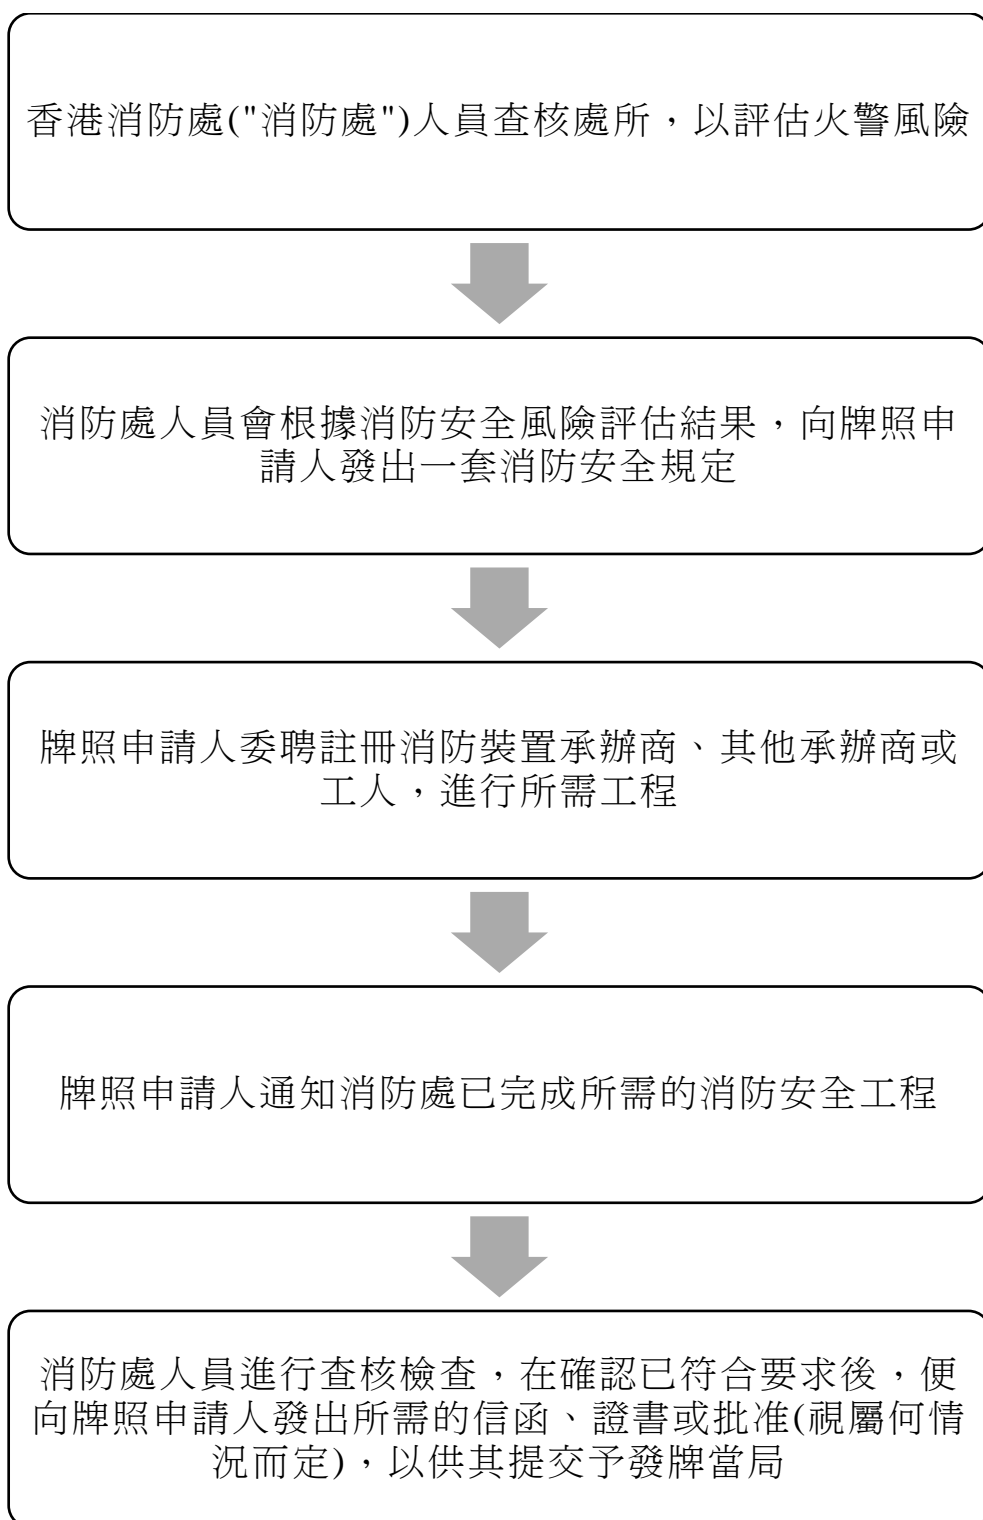 香港消防處("消防處")人員查核處所，以評估火警風險
消防處人員會根據消防安全風險評估結果，向牌照申
請人發出一套消防安全規定
牌照申請人委聘註冊消防裝置承辦商、其他承辦商或
工人，進行所需工程
牌照申請人通知消防處已完成所需的消防安全工程
消防處人員進行查核檢查，在確認已符合要求後，便
向牌照申請人發出所需的信函、證書或批准(視屬何情
況而定)，以供其提交予發牌當局